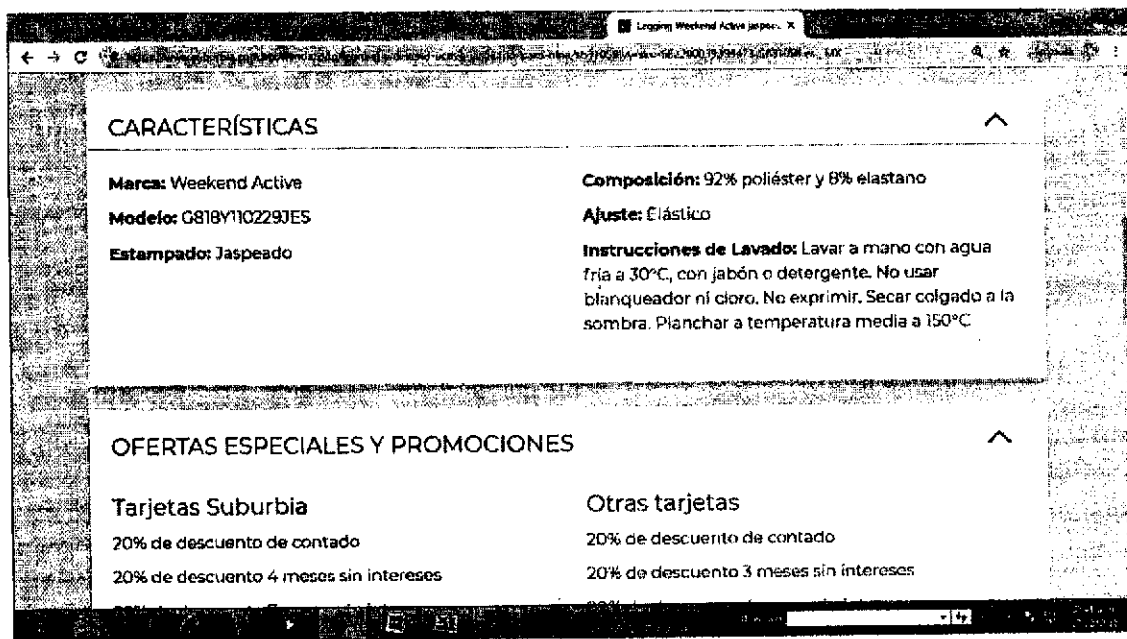 Legging Weekend Active jaspea
CARACTERÍSTICAS
Marca: Weekend Active
Modelo: G818Y110229JES
Estampado: Jaspeado
Composición: 92% poliéster y 8% elastano
Ajuste: Elástico
Instrucciones de Lavado: Lavar a mano con agua
fria a 30°C, con jabón o detergente. No usar
blanqueador ni cloro. No exprimir. Secar colgado a la
sombra. Planchar a temperatura media a 150°C
OFERTAS ESPECIALES Y PROMOCIONES
Tarjetas Suburbia
20% de descuento de contado
20% de descuento 4 meses sin intereses
Otras tarjetas
20% de descuento de contado
20% de descuento 3 meses sin intereses